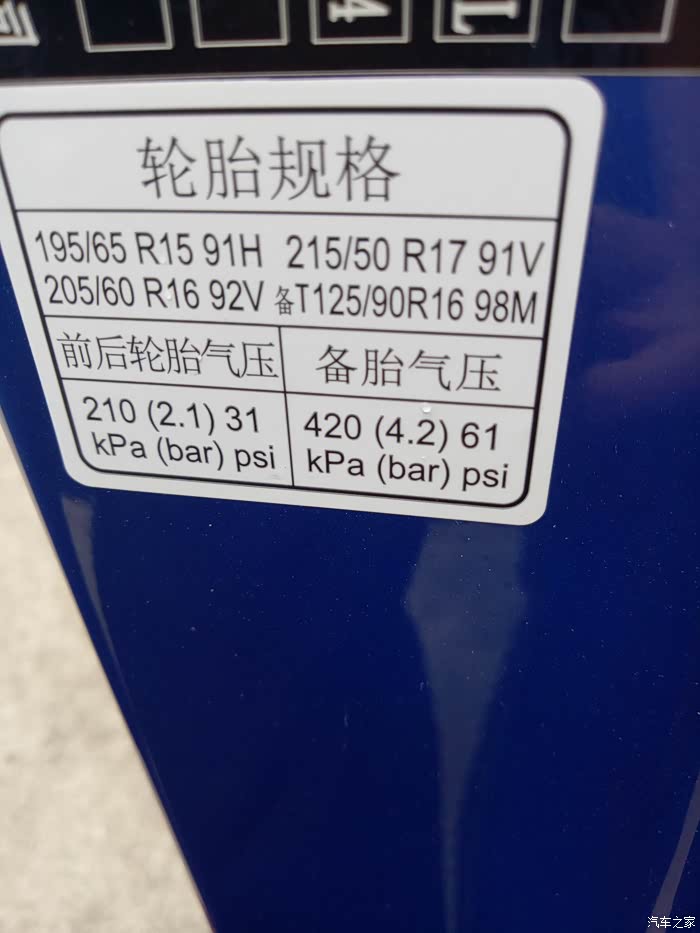 轮胎规格
195/65 R15 91H 215/50 R17 91V
205/60 R16 92V 备T125/90R16 98M
前后轮胎气压 备胎气压
210 (2.1) 31 420 (4.2) 61
kPa (bar) psi kPa (bar) psi
汽车之家